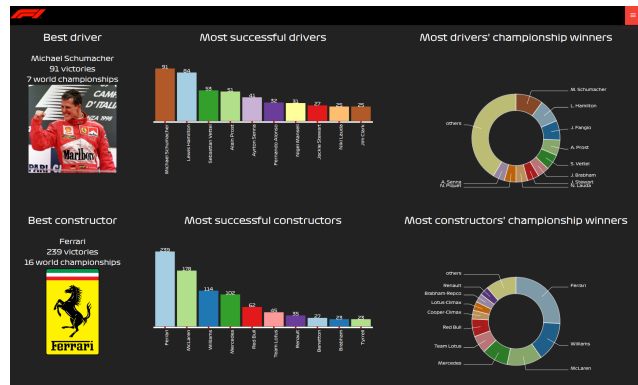 F1
Best driver
Most successful drivers
Most drivers' championship winners
Michael Schumacher
91 victories
7 world championships
Marlboro
91
84
53
51
41
32
31
27
25
25
Michael Schumacher
Lewis Hamilton
Sebastian Vettel
Alain Prost
Ayrton Senna
Fernando Alonso
Nigel Mansell
Jackie Stewart
Niki Lauda
Jim Clark
M. Schumacher
L. Hamilton
J. Fangio
A. Prost
S. Vettel
J. Brabham
J. Stewart
N. Lauda
N. Piquet
A. Senna
others
Best constructor
Most successful constructors
Most constructors' championship winners
Ferrari
239 victories
16 world championships
Ferrari
239
178
114
102
62
45
35
27
23
23
Ferrari
McLaren
Williams
Mercedes
Red Bull
Team Lotus
Renault
Benetton
Brabham
Tyrrell
others
Renault
Brabham-Repco
Lotus-Climax
Cooper-Climax
Red Bull
Team Lotus
Mercedes
Ferrari
Williams
McLaren